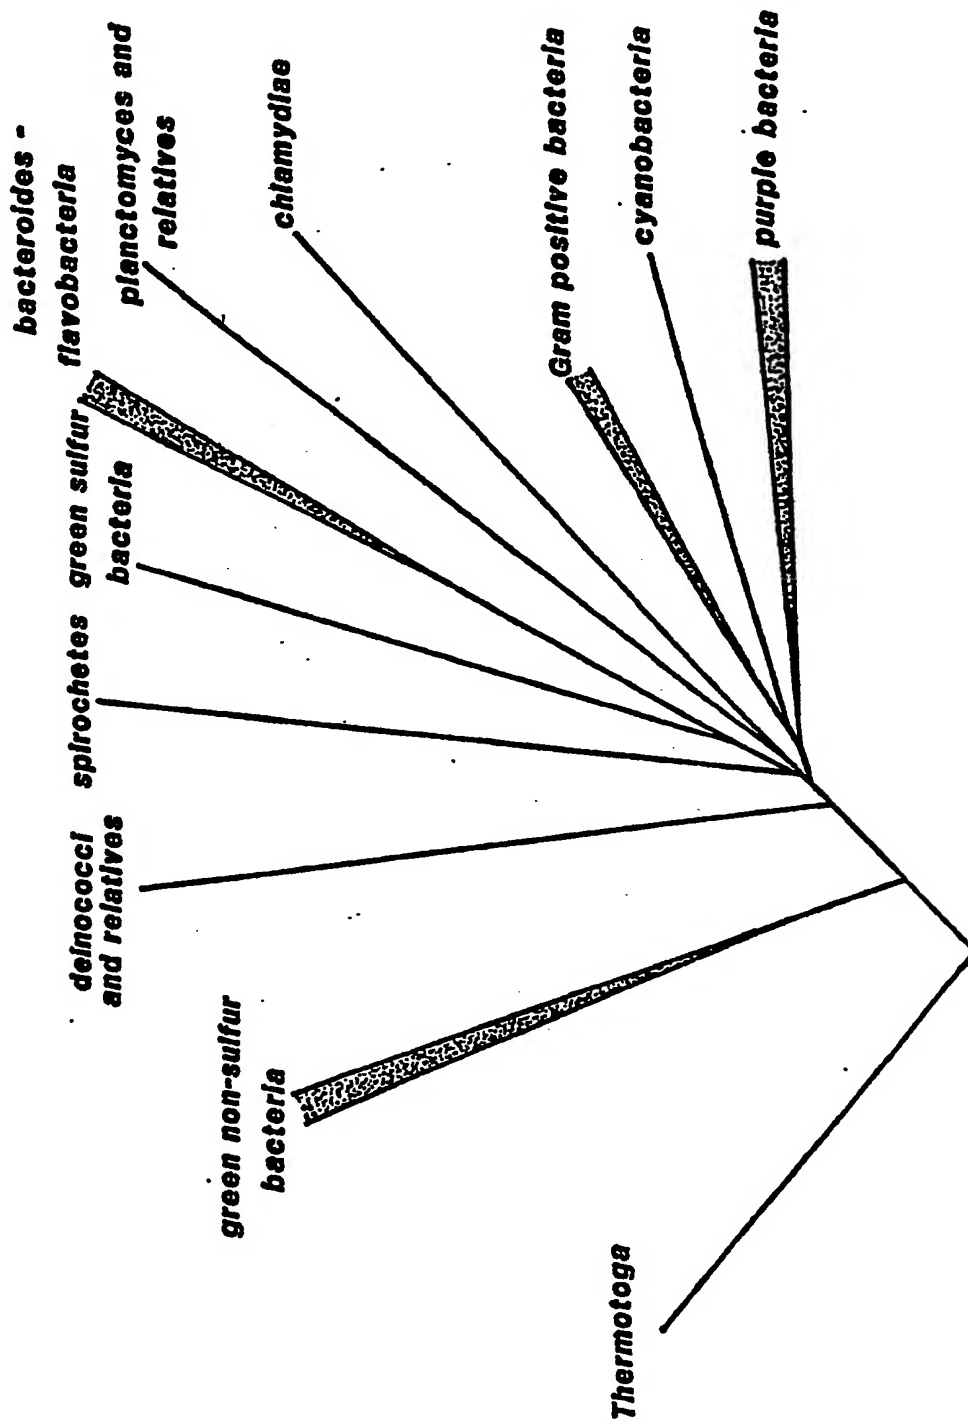 bacteroides -
flavobacteria
planctomyces and
relatives
chlamydiae
green sulfur
bacteria
spirochetes
deinococci
and relatives
Gram positive bacteria
cyanobacteria
purple bacteria
green non-sulfur
bacteria
Thermotoga